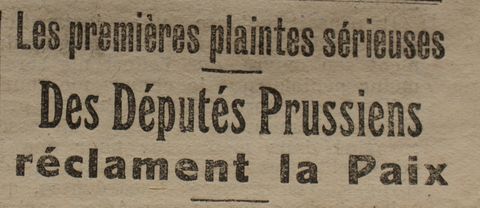 Les premières plaintes sérieuses
Des Députés Prussiens
réclament la Paix